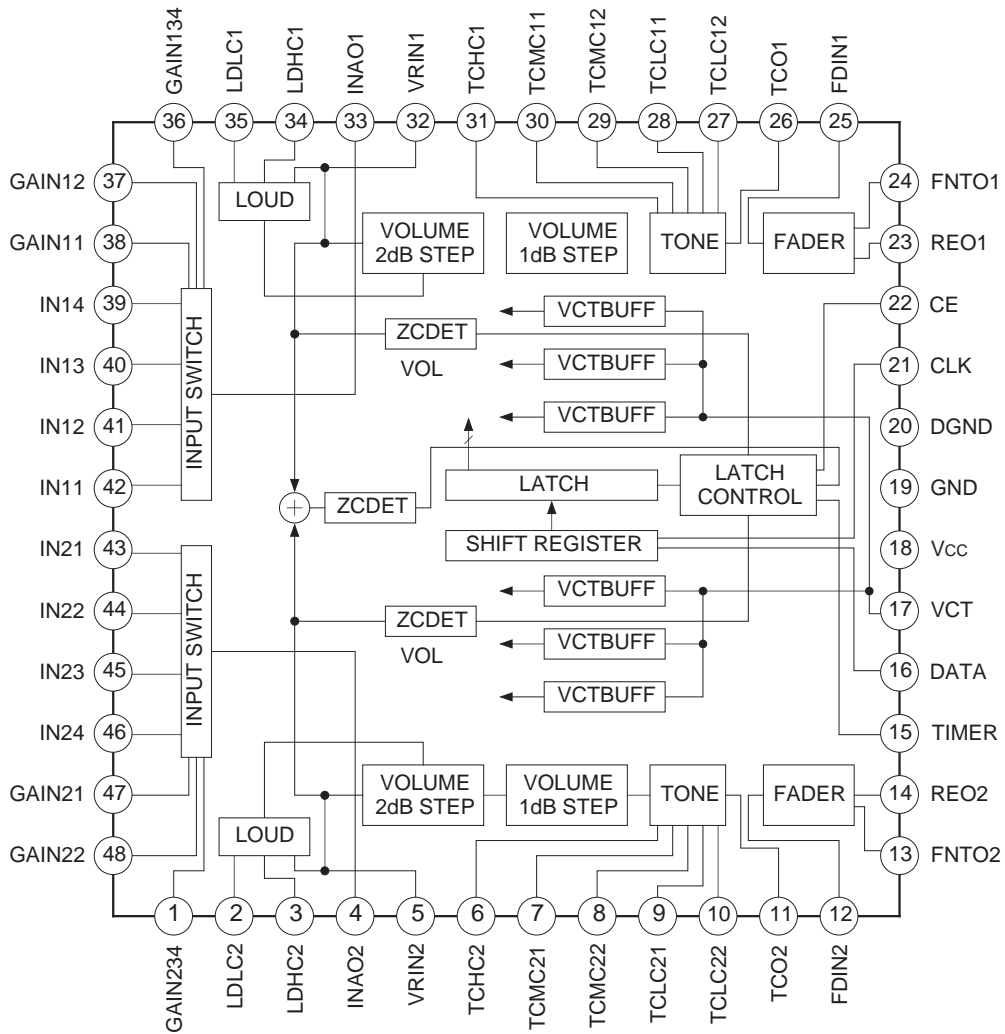 GAIN134
LDLC1
LDHC1
INAO1
VRIN1
TCHC1
TCMC11
TCMC12
TCLC11
TCLC12
TCO1
FDIN1
36
35
34
33
32
31
30
29
28
27
26
25
GAIN12
37
24
FNTO1
LOUD
VOLUME
2dB STEP
VOLUME
1dB STEP
TONE
FADER
GAIN11
38
23
REO1
IN14
39
22
CE
VCTBUFF
ZCDET
VOL
IN13
40
VCTBUFF
21
CLK
INPUT SWITCH
IN12
41
VCTBUFF
20
DGND
IN11
42
LATCH
LATCH
CONTROL
19
GND
ZCDET
IN21
43
SHIFT REGISTER
18
VCC
VCTBUFF
IN22
44
ZCDET
VOL
17
VCT
INPUT SWITCH
VCTBUFF
IN23
45
16
DATA
VCTBUFF
IN24
46
15
TIMER
GAIN21
47
VOLUME
2dB STEP
VOLUME
1dB STEP
TONE
FADER
14
REO2
LOUD
GAIN22
48
13
FNTO2
1
2
3
4
5
6
7
8
9
10
11
12
GAIN234
LDLC2
LDHC2
INAO2
VRIN2
TCHC2
TCMC21
TCMC22
TCLC21
TCLC22
TCO2
FDIN2